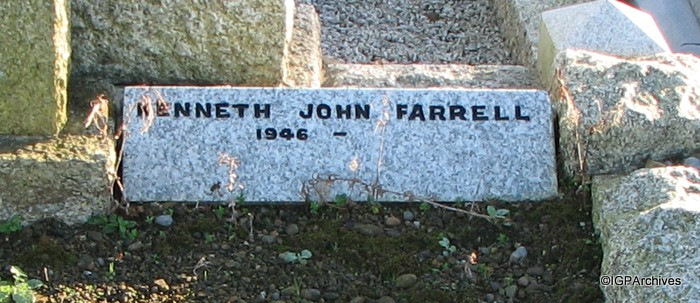 KENNETH JOHN FARRELL
1946 –
©IGPArchives